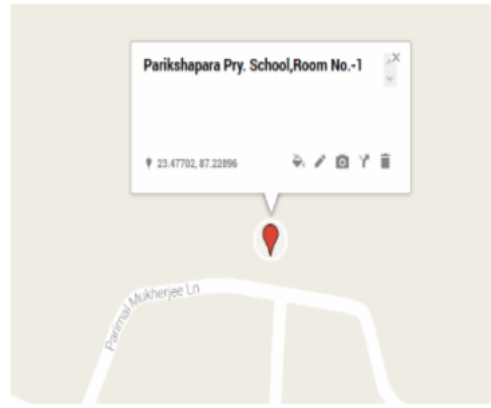 Parikshapara Pry. School,Room No.-1
23.47702, 87.22896
Parimal Mukherjee Ln